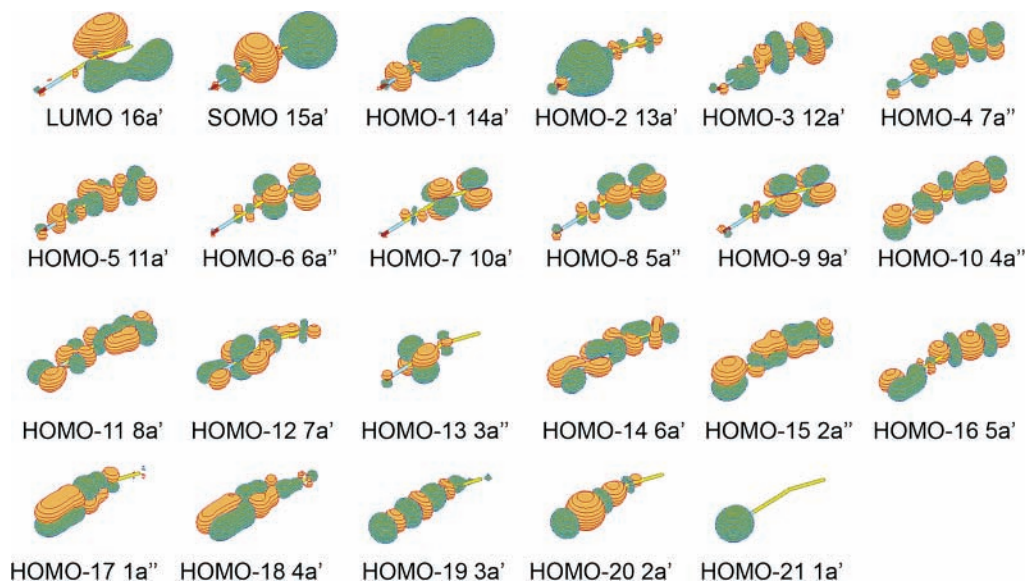 LUMO 16a’ SOMO 15a’ HOMO-1 14a’ HOMO-2 13a’ HOMO-3 12a’ HOMO-4 7a’’
HOMO-5 11a’ HOMO-6 6a’’ HOMO-7 10a’ HOMO-8 5a’’ HOMO-9 9a’ HOMO-10 4a’’
HOMO-11 8a’ HOMO-12 7a’ HOMO-13 3a’’ HOMO-14 6a’ HOMO-15 2a’’ HOMO-16 5a’
HOMO-17 1a’’ HOMO-18 4a’ HOMO-19 3a’ HOMO-20 2a’ HOMO-21 1a’